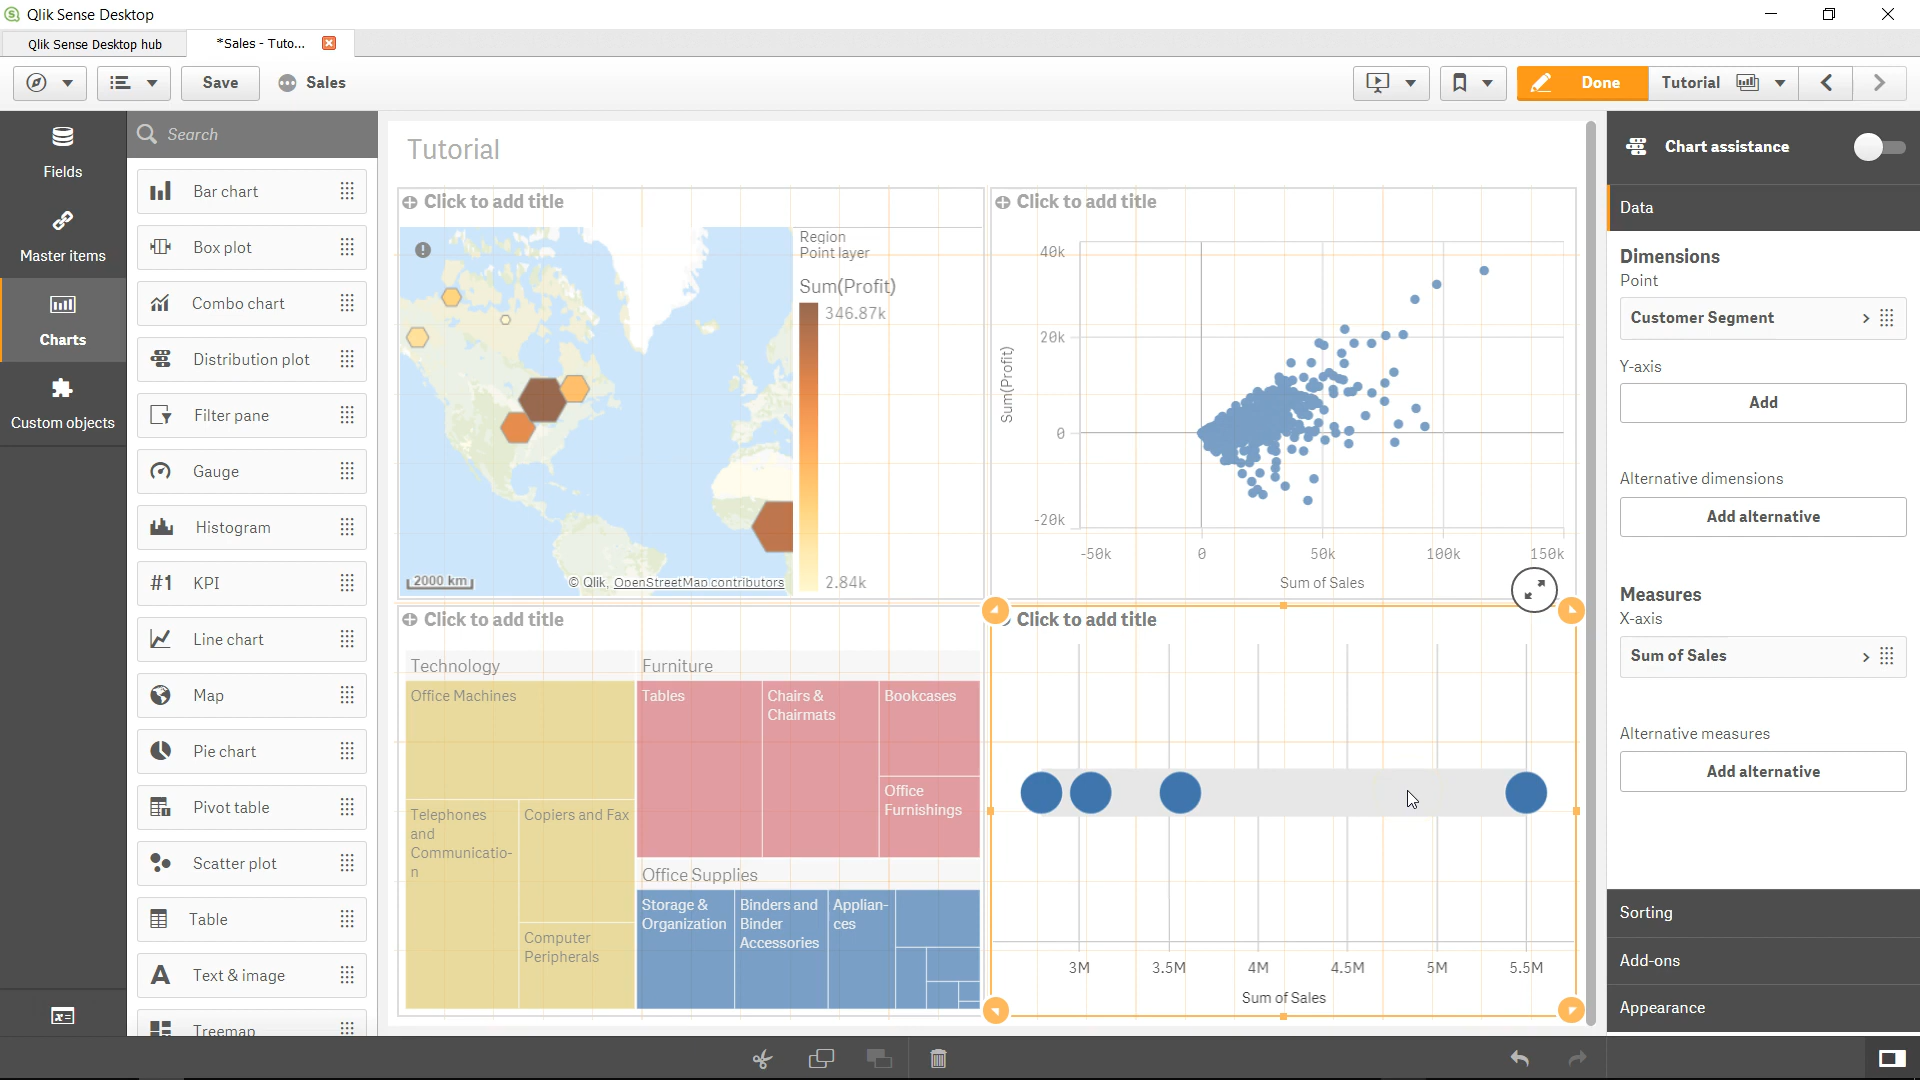 Qlik Sense Desktop
Qlik Sense Desktop hub
*Sales - Tuto...
Save
Sales
Done
Tutorial
Fields
Master items
Charts
Custom objects
Search
Bar chart
Box plot
Combo chart
Distribution plot
Filter pane
Gauge
Histogram
#1 KPI
Line chart
Map
Pie chart
Pivot table
Scatter plot
Table
A Text & image
Treemap
Tutorial
Click to add title
Region
Point layer
Sum(Profit)
346.87k
2.84k
2000 km
© Qlik, OpenStreetMap contributors
Click to add title
Sum(Profit)
40k
20k
0
-20k
-50k
0
50k
100k
150k
Sum of Sales
Click to add title
Technology
Office Machines
Telephones
and
Communicatio-
n
Copiers and Fax
Computer
Peripherals
Furniture
Tables
Chairs &
Chairmats
Bookcases
Office
Furnishings
Office Supplies
Storage &
Organization
Binders and
Binder
Accessories
Applian-
ces
Click to add title
3M
3.5M
4M
4.5M
5M
5.5M
Sum of Sales
Chart assistance
Data
Dimensions
Point
Customer Segment
Y-axis
Add
Alternative dimensions
Add alternative
Measures
X-axis
Sum of Sales
Alternative measures
Add alternative
Sorting
Add-ons
Appearance